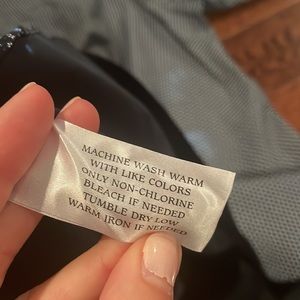 MACHINE WASH WARM
WITH LIKE COLORS
ONLY NON-CHLORINE
BLEACH IF NEEDED
TUMBLE DRY LOW
WARM IRON IF NEEDED